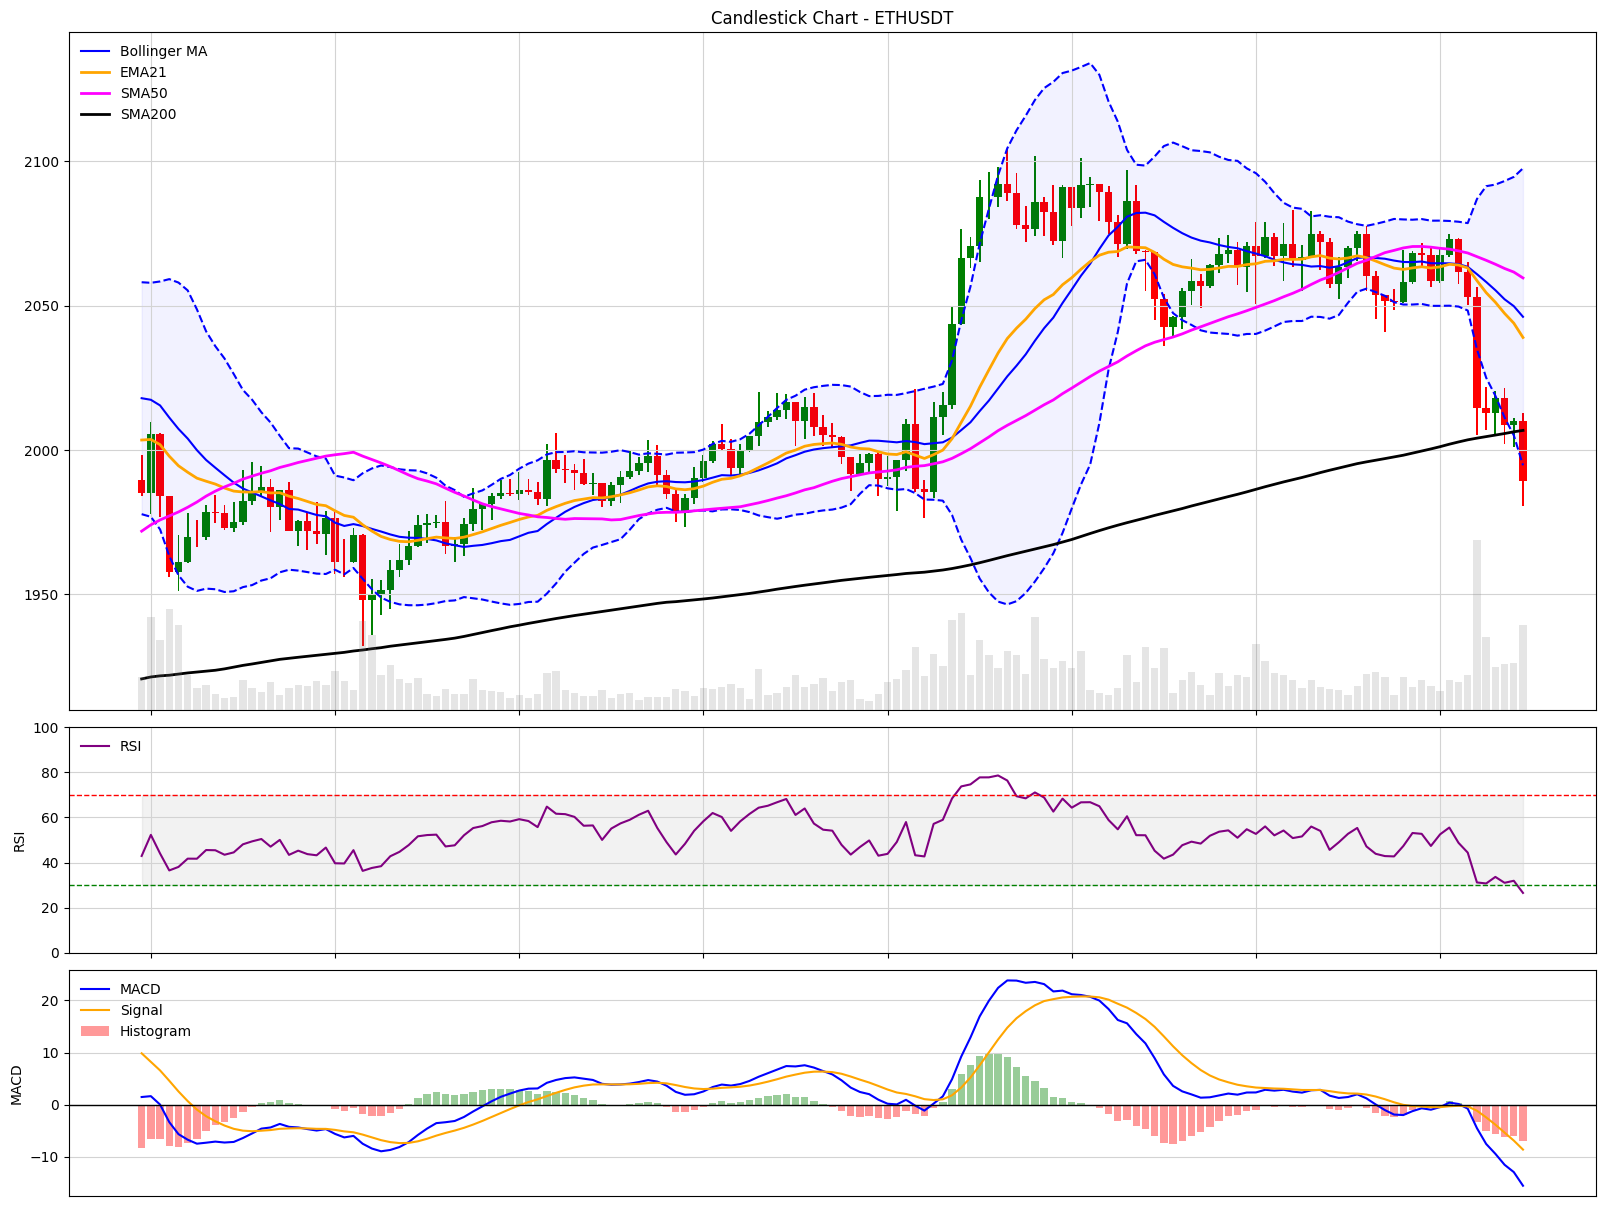 Candlestick Chart - ETHUSDT
Bollinger MA
EMA21
SMA50
SMA200
2100
2050
2000
1950
RSI
100
80
60
40
20
0
RSI
MACD
Signal
Histogram
20
10
0
−10
MACD